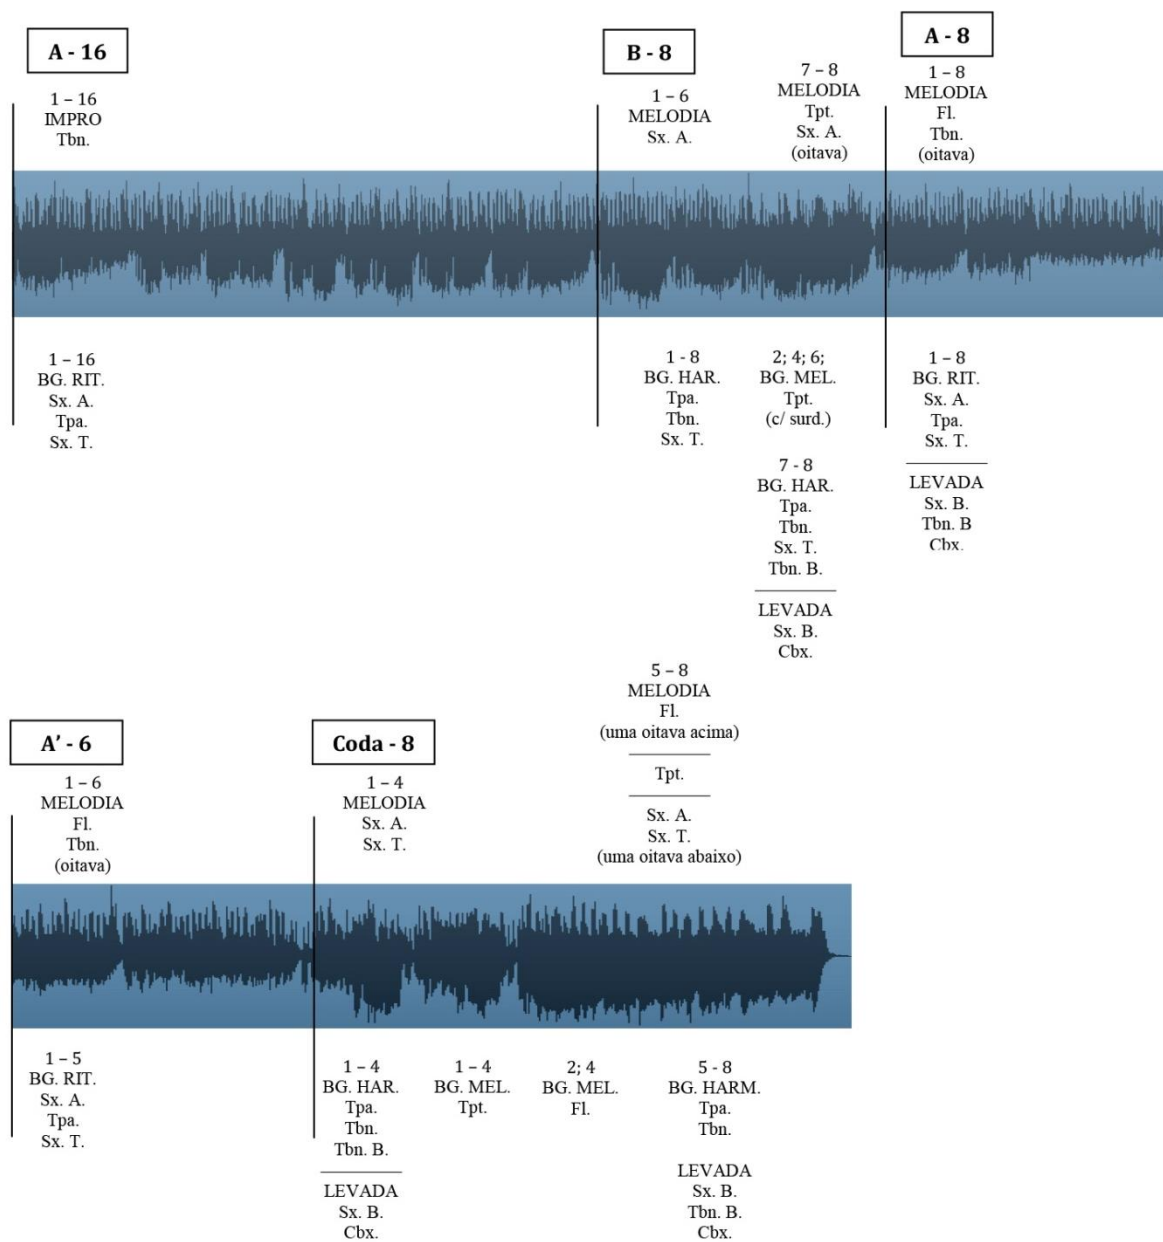 A - 16
1 – 16
IMPRO
Tbn.
1 – 16
BG. RIT.
Sx. A.
Tpa.
Sx. T.
B - 8
1 – 6
MELODIA
Sx. A.
7 – 8
MELODIA
Tpt.
Sx. A.
(oitava)
1 - 8
BG. HAR.
Tpa.
Tbn.
Sx. T.
2; 4; 6;
BG. MEL.
Tpt.
(c/ surd.)
7 - 8
BG. HAR.
Tpa.
Tbn.
Sx. T.
Tbn. B.
LEVADA
Sx. B.
Cbx.
A - 8
1 – 8
MELODIA
Fl.
Tbn.
(oitava)
1 – 8
BG. RIT.
Sx. A.
Tpa.
Sx. T.
LEVADA
Sx. B.
Tbn. B
Cbx.
A’ - 6
1 – 6
MELODIA
Fl.
Tbn.
(oitava)
1 – 5
BG. RIT.
Sx. A.
Tpa.
Sx. T.
Coda - 8
1 – 4
MELODIA
Sx. A.
Sx. T.
5 – 8
MELODIA
Fl.
(uma oitava acima)
Tpt.
Sx. A.
Sx. T.
(uma oitava abaixo)
1 – 4
BG. HAR.
Tpa.
Tbn.
Tbn. B.
LEVADA
Sx. B.
Cbx.
1 – 4
BG. MEL.
Tpt.
2; 4
BG. MEL.
Fl.
5 - 8
BG. HARM.
Tpa.
Tbn.
LEVADA
Sx. B.
Tbn. B.
Cbx.